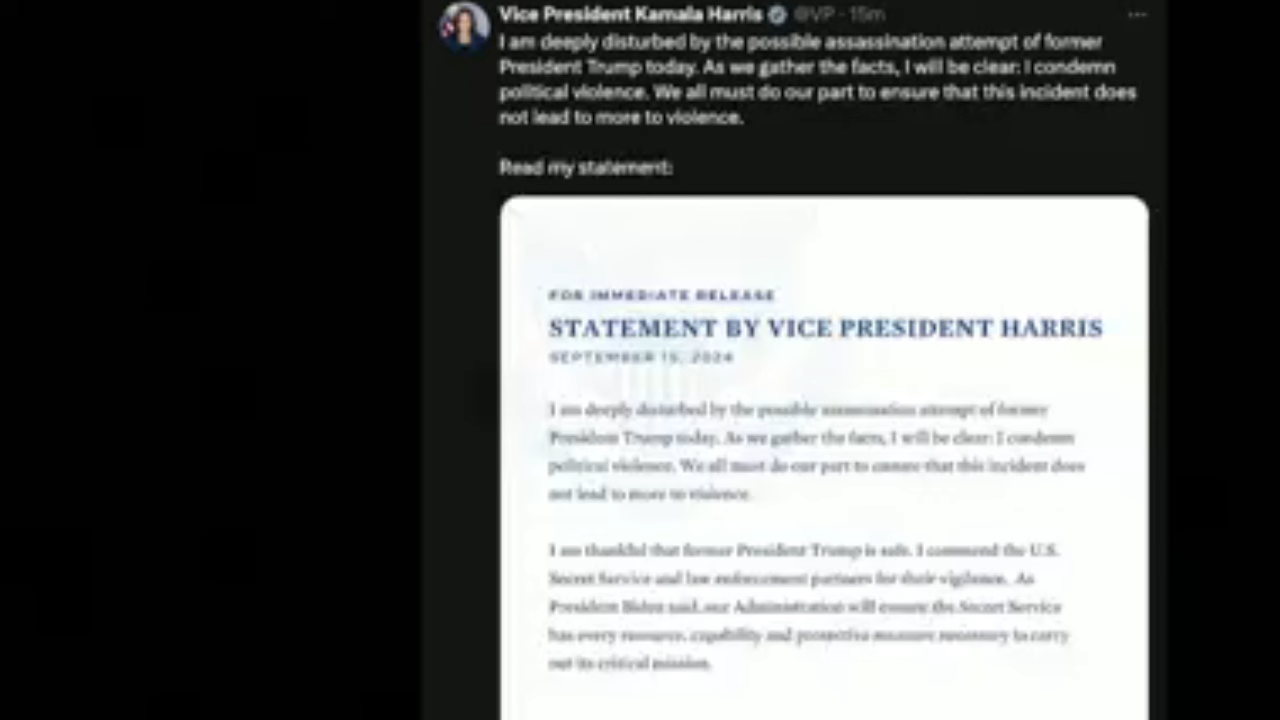 Vice President Kamala Harris @VP · 15m
I am deeply disturbed by the possible assassination attempt of former
President Trump today. As we gather the facts, I will be clear: I condemn
political violence. We all must do our part to ensure that this incident does
not lead to more to violence.
Read my statement:
FOR IMMEDIATE RELEASE
STATEMENT BY VICE PRESIDENT HARRIS
SEPTEMBER 15, 2024
I am deeply disturbed by the possible assassination attempt of former
President Trump today. As we gather the facts, I will be clear: I condemn
political violence. We all must do our part to ensure that this incident does
not lead to more to violence.
I am thankful that former President Trump is safe. I commend the U.S.
Secret Service and law enforcement partners for their vigilance. As
President Biden said, our Administration will ensure the Secret Service
has every resource, capability and protective measure necessary to carry
out its critical mission.